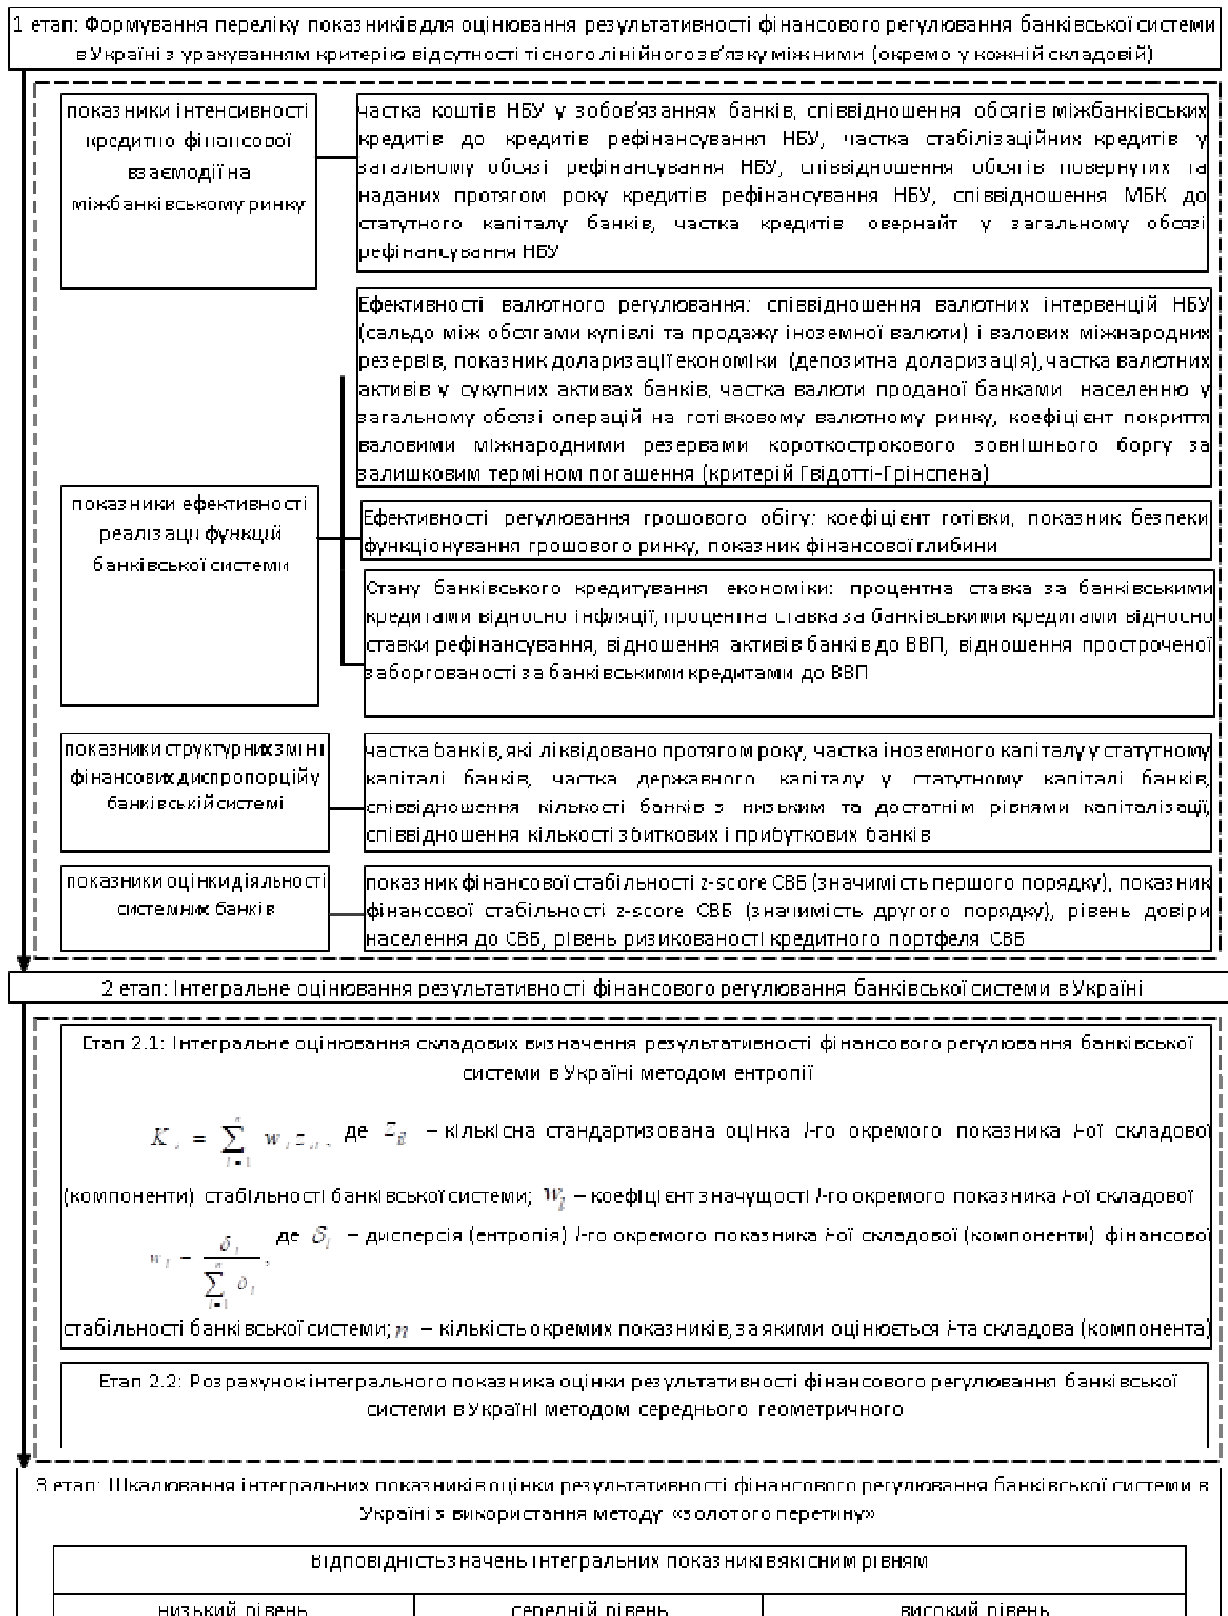 1 етап: Формування переліку показників для оцінювання результативності фінансового регулювання банківської системи
в Україні з урахуванням критерію відсутності тісного лінійного зв'язку між ними (окремо у кожній складовій)
показники інтенсивності
кредитно-фінансової
взаємодії на
міжбанківському ринку
частка коштів НБУ у зобов'язаннях банків, співвідношення обсягів міжбанківських
кредитів до кредитів рефінансування НБУ, частка стабілізаційних кредитів у
загальному обсязі рефінансування НБУ, співвідношення обсягів повернутих та
наданих протягом року кредитів рефінансування НБУ, співвідношення МБК до
статутного капіталу банків, частка кредитів овернайт у загальному обсязі
рефінансування НБУ
Ефективності валютного регулювання: співвідношення валютних інтервенцій НБУ
(сальдо між обсягами купівлі та продажу іноземної валюти) і валових міжнародних
резервів, показник доларизації економіки (депозитна доларизація), частка валютних
активів у сукупних активах банків, частка валюти проданої банками населенню у
загальному обсязі операцій на готівковому валютному ринку, коефіцієнт покриття
валовими міжнародними резервами короткострокового зовнішнього боргу за
залишковим терміном погашення (критерій Гвідотті-Грінспена)
показники ефективності
реалізації функцій
банківської системи
Ефективності регулювання грошового обігу: коефіцієнт готівки, показник безпеки
функціонування грошового ринку, показник фінансової глибини
Стану банківського кредитування економіки: процентна ставка за банківськими
кредитами відносно інфляції, процентна ставка за банківськими кредитами відносно
ставки рефінансування, відношення активів банків до ВВП, відношення простроченої
заборгованості за банківськими кредитами до ВВП
показники структурних змін і
фінансових диспропорцій у
банківській системі
частка банків, які ліквідовано протягом року, частка іноземного капіталу у статутному
капіталі банків, частка державного капіталу у статутному капіталі банків,
співвідношення кількості банків з низьким та достатнім рівнями капіталізації,
співвідношення кількості збиткових і прибуткових банків
показники оцінки діяльності
системних банків
показник фінансової стабільності z-score СВБ (значимість першого порядку), показник
фінансової стабільності z-score СВБ (значимість другого порядку), рівень довіри
населення до СВБ, рівень ризикованості кредитного портфеля СВБ
2 етап: Інтегральне оцінювання результативності фінансового регулювання банківської системи в Україні
Етап 2.1: Інтегральне оцінювання складових визначення результативності фінансового регулювання банківської
системи в Україні методом ентропії
K i = ∑ w l z il , де z il – кількісна стандартизована оцінка l-го окремого показника i-ої складової
(компоненти) стабільності банківської системи; w l – коефіцієнт значущості l-го окремого показника i-ої складової
w l = δ l / ∑ δ l , де δ l – дисперсія (ентропія) l-го окремого показника i-ої складової (компоненти) фінансової
стабільності банківської системи; n – кількість окремих показників, за якими оцінюється i-та складова (компонента)
Етап 2.2: Розрахунок інтегрального показника оцінки результативності фінансового регулювання банківської
системи в Україні методом середнього геометричного
3 етап: Шкалювання інтегральних показників оцінки результативності фінансового регулювання банківської системи в
Україні з використання методу «золотого перетину»
Відповідність значень інтегральних показників якісним рівням
низький рівень середній рівень високий рівень